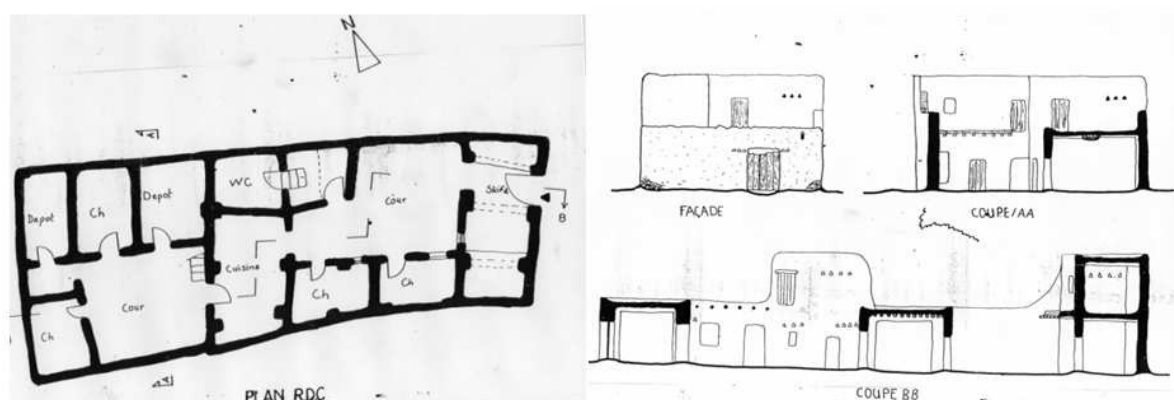 N
WC
Depot
Ch
Depot
Cour
Skifa
B
Cuisine
Ch
Ch
Cour
Ch
PLAN RDC
FAÇADE
COUPE/AA
COUPE BB